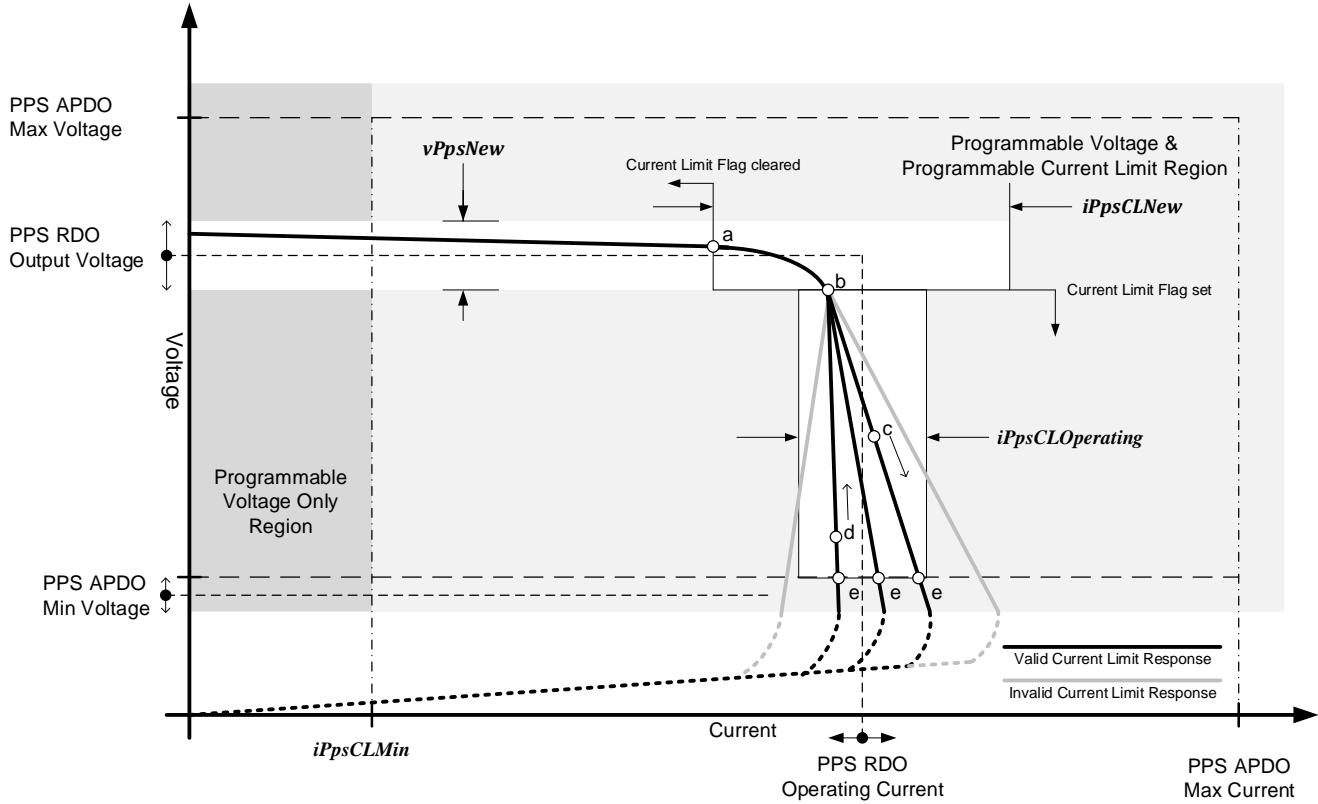 PPS APDO
Max Voltage
vPpsNew
Current Limit Flag cleared
Programmable Voltage &
Programmable Current Limit Region
iPpsCLNew
PPS RDO
Output Voltage
a
b
Current Limit Flag set
Voltage
c
iPpsCLOperating
Programmable
Voltage Only
Region
d
PPS APDO
Min Voltage
e
e
e
Valid Current Limit Response
Invalid Current Limit Response
Current
iPpsCLMin
PPS RDO
Operating Current
PPS APDO
Max Current